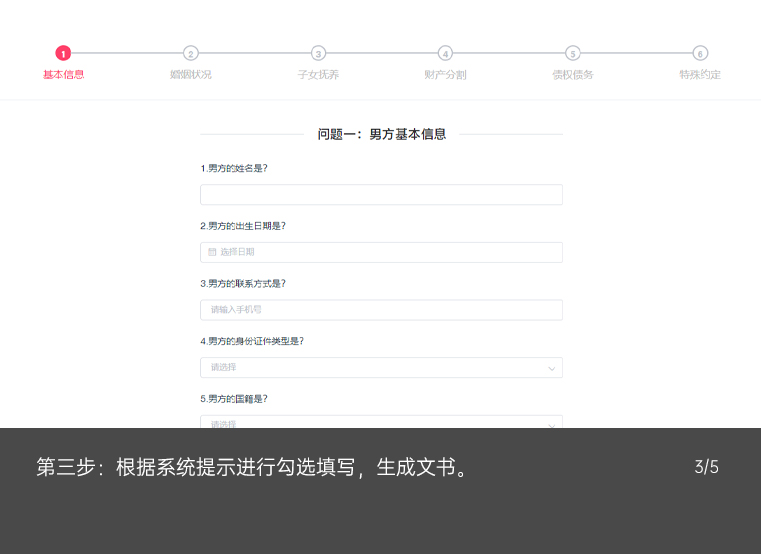 1 2 3 4 5 6
基本信息 婚姻状况 子女抚养 财产分割 债权债务 特殊约定
问题一：男方基本信息
1.男方的姓名是?
2.男方的出生日期是?
选择日期
3.男方的联系方式是?
请输入手机号
4.男方的身份证件类型是?
请选择
5.男方的国籍是?
请选择
第三步：根据系统提示进行勾选填写，生成文书。 3/5